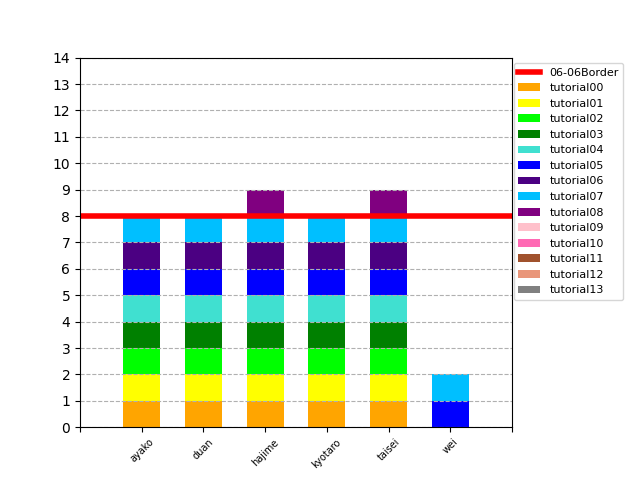 14
13
12
11
10
9
8
7
6
5
4
3
2
1
0
ayako
duan
hajime
kyotaro
taisei
wei
06-06Border
tutorial00
tutorial01
tutorial02
tutorial03
tutorial04
tutorial05
tutorial06
tutorial07
tutorial08
tutorial09
tutorial10
tutorial11
tutorial12
tutorial13